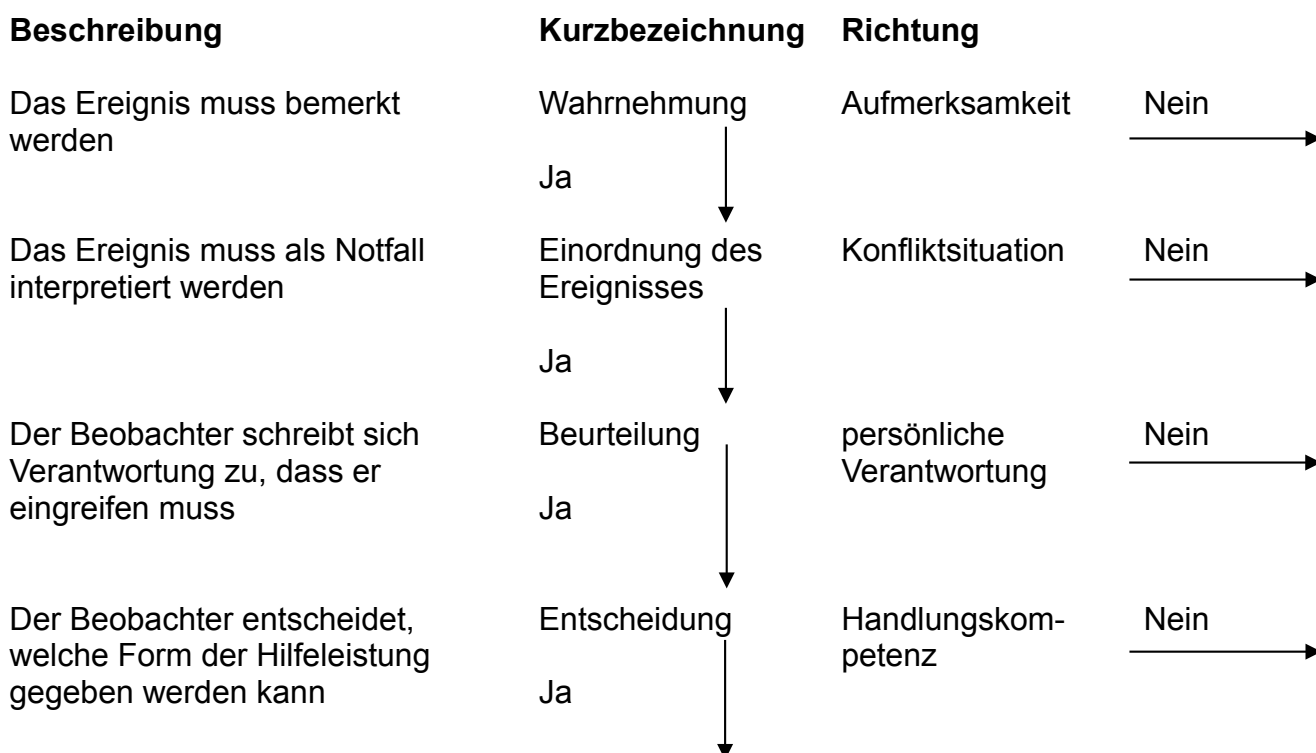 Beschreibung Kurzbezeichnung Richtung
Das Ereignis muss bemerkt Wahrnehmung Aufmerksamkeit Nein
werden
Ja
Das Ereignis muss als Notfall Einordnung des Konfliktsituation Nein
interpretiert werden Ereignisses
Ja
Der Beobachter schreibt sich Beurteilung persönliche Nein
Verantwortung zu, dass er Verantwortung
eingreifen muss Ja
Der Beobachter entscheidet, Entscheidung Handlungskom- Nein
welche Form der Hilfeleistung petenz
gegeben werden kann Ja